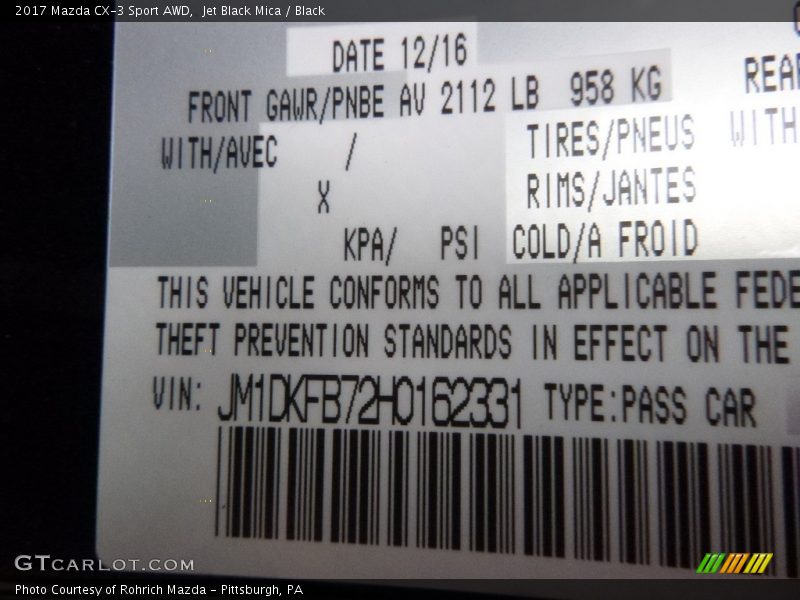 2017 Mazda CX-3 Sport AWD,  Jet Black Mica / Black
DATE 12/16
FRONT GAWR/PNBE AV 2112 LB 958 KG
WITH/AVEC /
TIRES/PNEUS WITH
X
RIMS/JANTES
KPA/ PSI COLD/A FROID
THIS VEHICLE CONFORMS TO ALL APPLICABLE FEDE
THEFT PREVENTION STANDARDS IN EFFECT ON THE
VIN: JM1DKFB72H0162331 TYPE:PASS CAR
GTCARLOT.COM
Photo Courtesy of Rohrich Mazda - Pittsburgh, PA